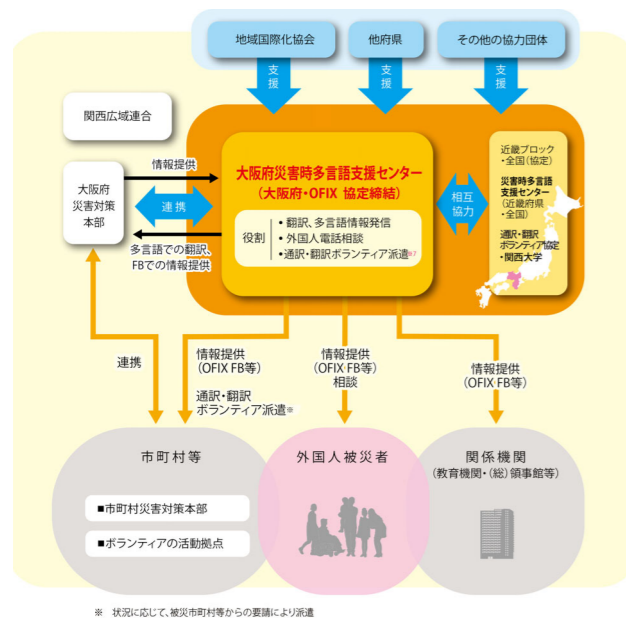 地域国際化協会
他府県
その他の協力団体
支援
支援
支援
関西広域連合
大阪府
災害対策
本部
情報提供
連携
多言語での翻訳、
FBでの情報提供
大阪府災害時多言語支援センター
(大阪府・OFIX 協定締結)
役割
• 翻訳、多言語情報発信
• 外国人電話相談
• 通訳・翻訳ボランティア派遣※7
相互
協力
近畿ブロック
・全国(協定)
災害時多言語
支援センター
(近畿府県
・全国)
通訳・翻訳
ボランティア協定
・関西大学
連携
情報提供
(OFIX FB等)
通訳・翻訳
ボランティア派遣※
情報提供
(OFIX FB等)
相談
情報提供
(OFIX FB等)
市町村等
■市町村災害対策本部
■ボランティアの活動拠点
外国人被災者
関係機関
(教育機関・(総)領事館等)
※ 状況に応じて、被災市町村等からの要請により派遣